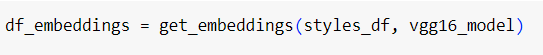 df_embeddings = get_embeddings(styles_df, vgg16_model)